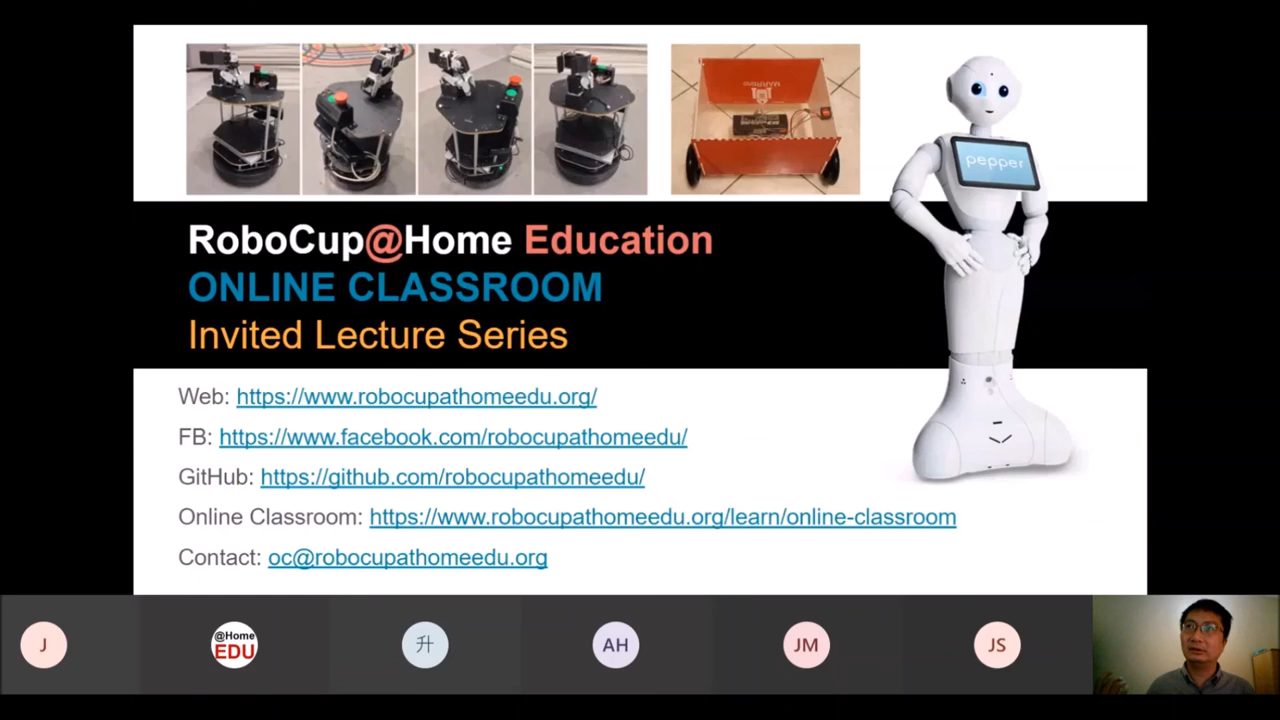 pepper
RoboCup@Home Education
ONLINE CLASSROOM
Invited Lecture Series
Web: https://www.robocupathomeedu.org/
FB: https://www.facebook.com/robocupathomeedu/
GitHub: https://github.com/robocupathomeedu/
Online Classroom: https://www.robocupathomeedu.org/learn/online-classroom
Contact: oc@robocupathomeedu.org
J
@Home
EDU
升
AH
JM
JS